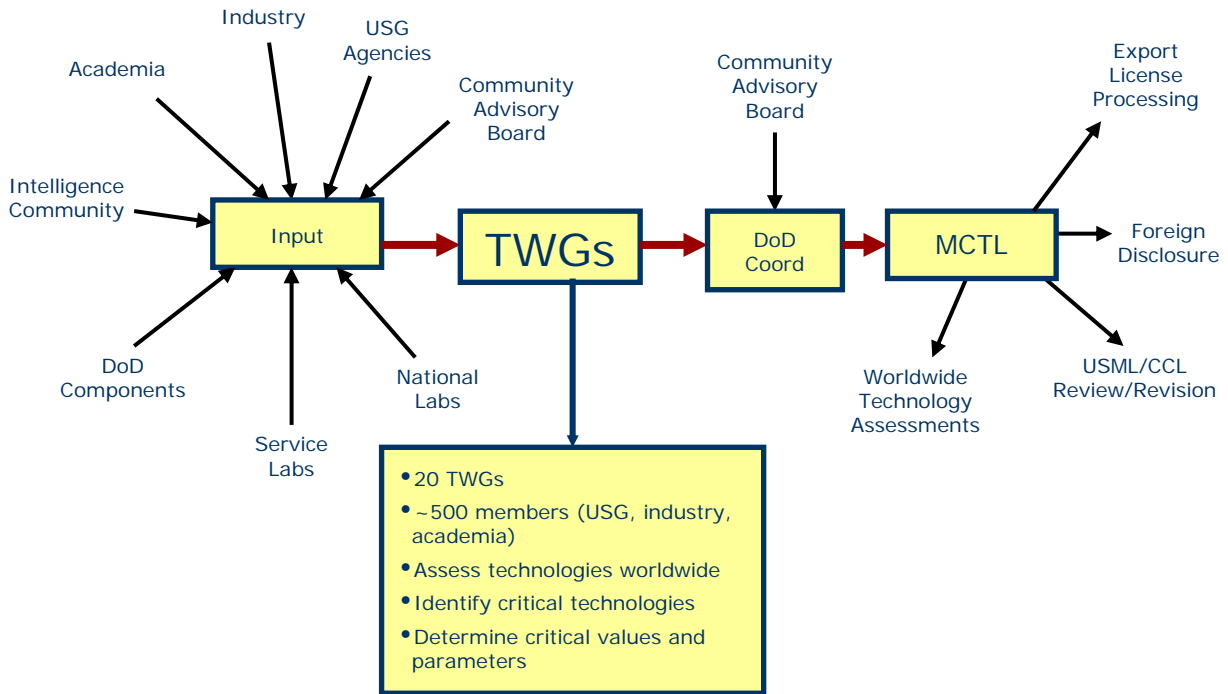 Industry
USG
Agencies
Academia
Community
Advisory
Board
Community
Advisory
Board
Export
License
Processing
Intelligence
Community
Input
TWGs
DoD
Coord
MCTL
Foreign
Disclosure
DoD
Components
Service
Labs
National
Labs
Worldwide
Technology
Assessments
USML/CCL
Review/Revision
• 20 TWGs
• ~500 members (USG, industry,
academia)
• Assess technologies worldwide
• Identify critical technologies
• Determine critical values and
parameters